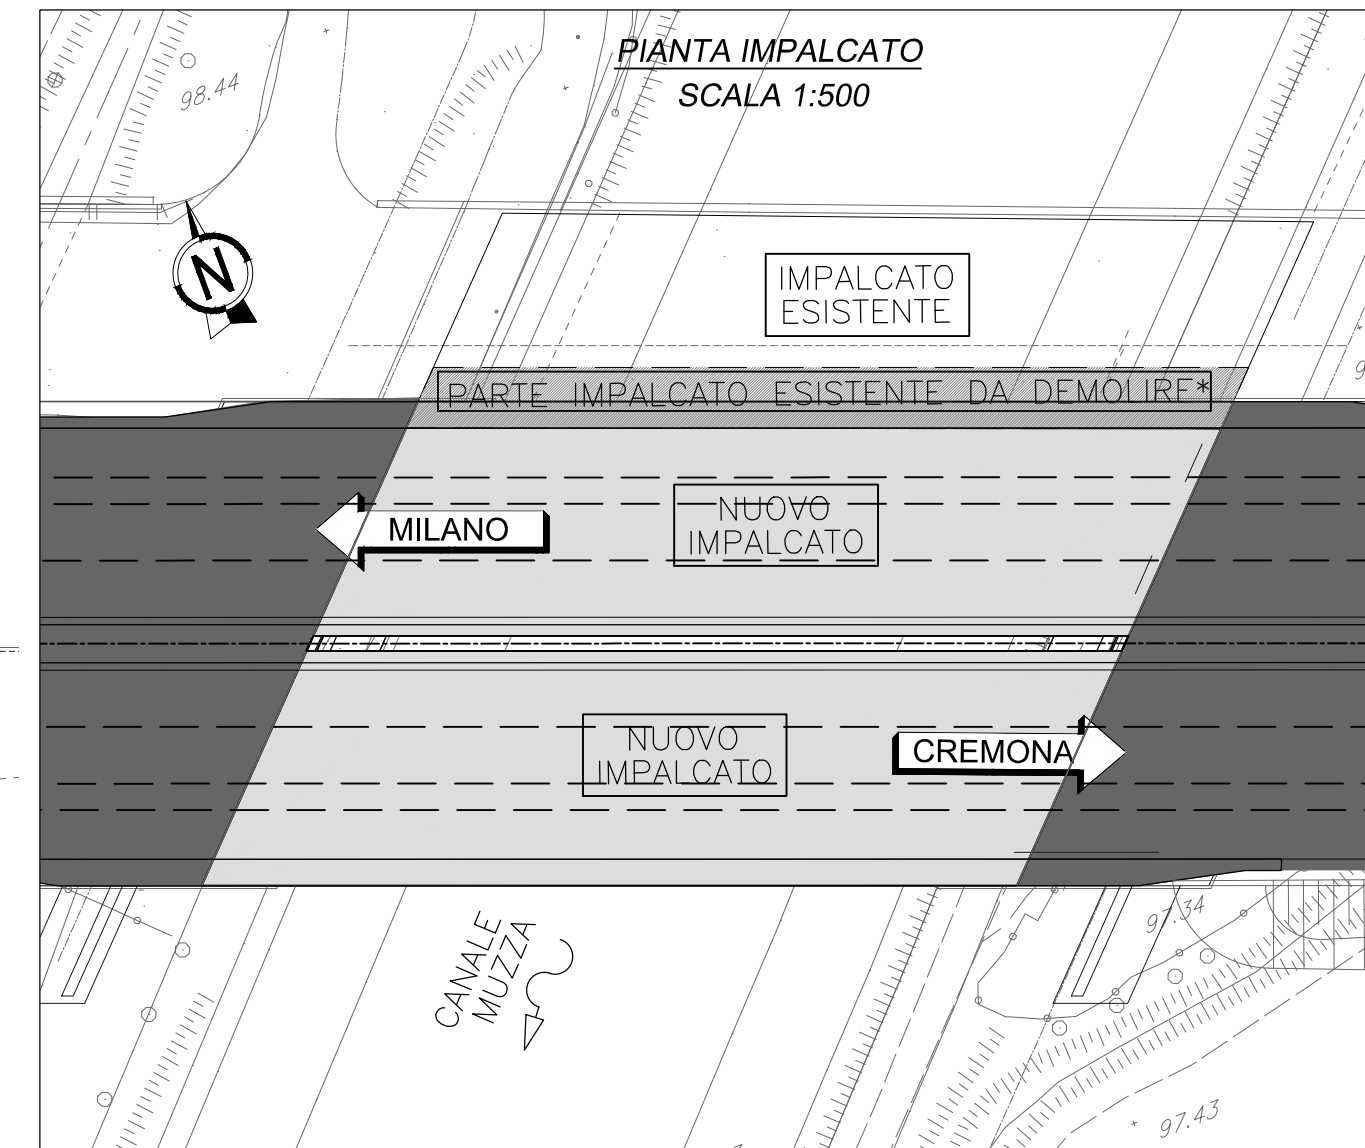 PIANTA IMPALCATO
SCALA 1:500
98.44
N
IMPALCATO
ESISTENTE
PARTE IMPALCATO ESISTENTE DA DEMOLIRE*
NUOVO
IMPALCATO
MILANO
NUOVO
IMPALCATO
CREMONA
CANALE
MUZZA
97.34
97.43